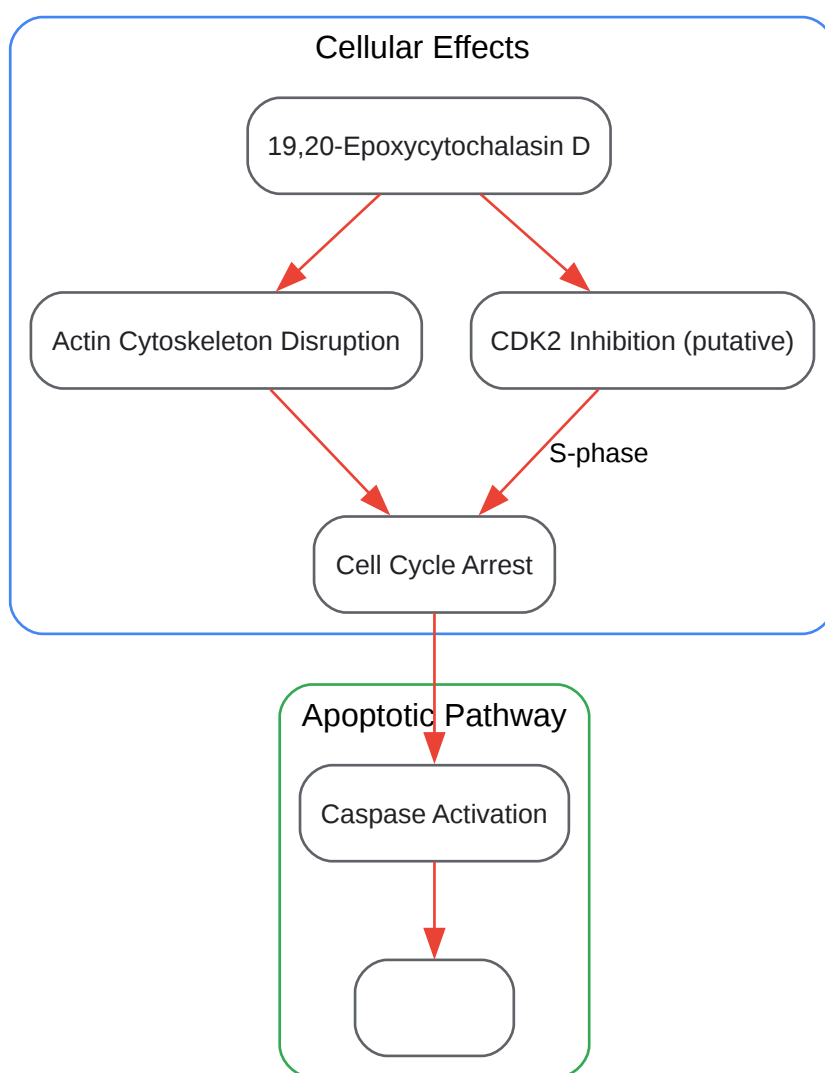 Cellular Effects
19,20-Epoxycytochalasin D
Actin Cytoskeleton Disruption
CDK2 Inhibition (putative)
S-phase
Cell Cycle Arrest
Apoptotic Pathway
Caspase Activation